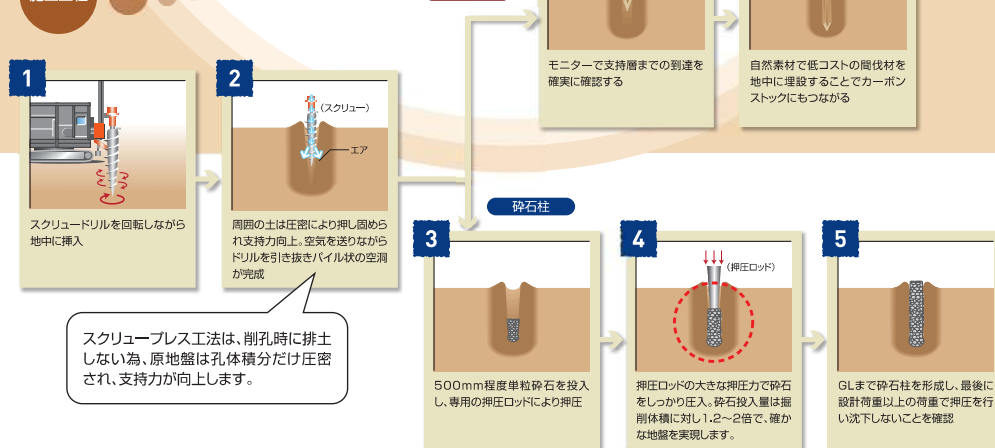 1
スクリュードリルを回転しながら
地中に挿入
2
(スクリュー)
エア
周囲の土は圧密により押し固めら
れ支持力向上。空気を送りながら
ドリルを引き抜きパイル状の空洞
が完成
スクリュープレス工法は、削孔時に排土
しない為、原地盤は孔体積分だけ圧密
され、支持力が向上します。
モニターで支持層までの到達を
確実に確認する
自然素材で低コストの間伐材を
地中に埋設することでカーボン
ストックにもつながる
砕石柱
3
500mm程度単粒砕石を投入
し、専用の押圧ロッドにより押圧
4
(押圧ロッド)
押圧ロッドの大きな押圧力で砕石
をしっかり圧入。砕石投入量は掘
削体積に対し1.2〜2倍で、確か
な地盤を実現します。
5
GLまで砕石柱を形成し、最後に
設計荷重以上の荷重で押圧を行
い沈下しないことを確認